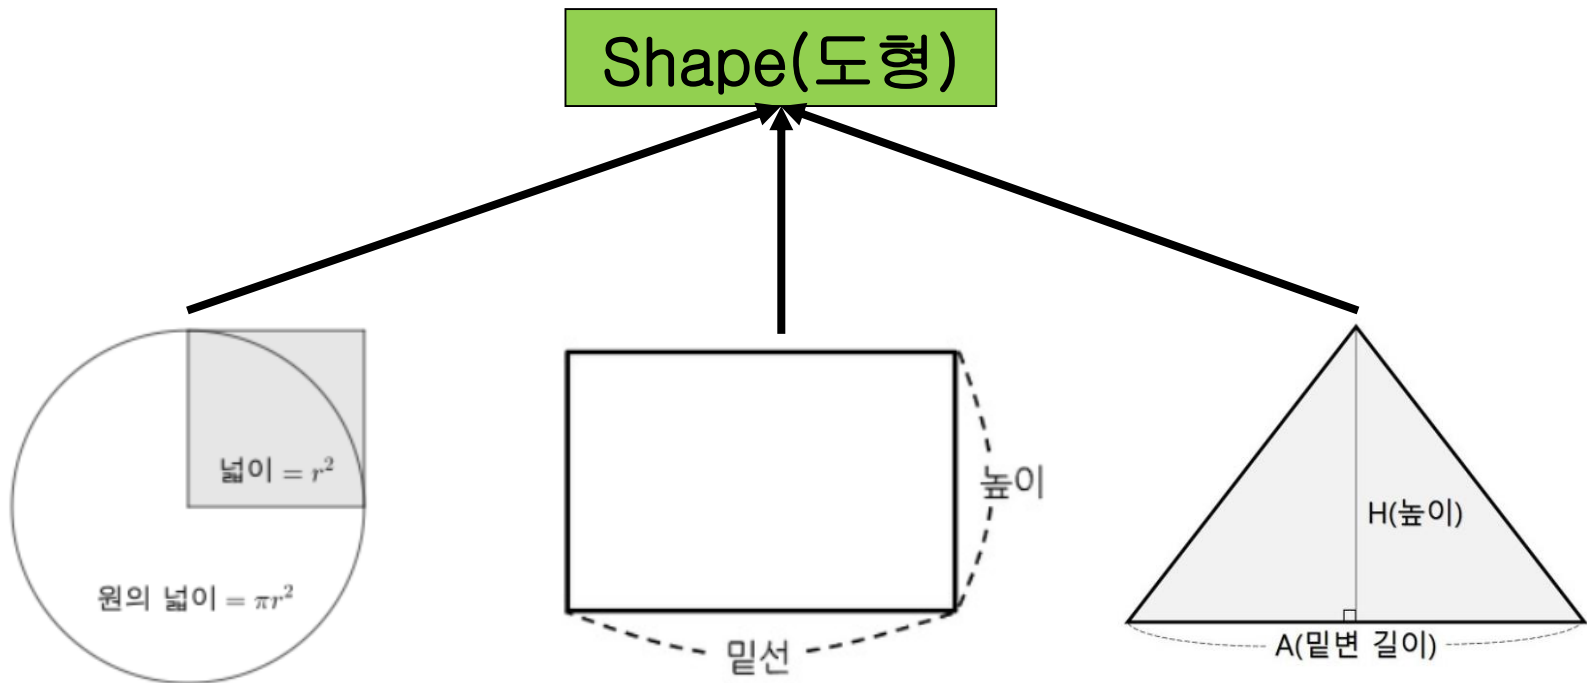 Shape(도형)
넓이 = r²
원의 넓이 = πr²
높이
밑선
H(높이)
A(밑변 길이)